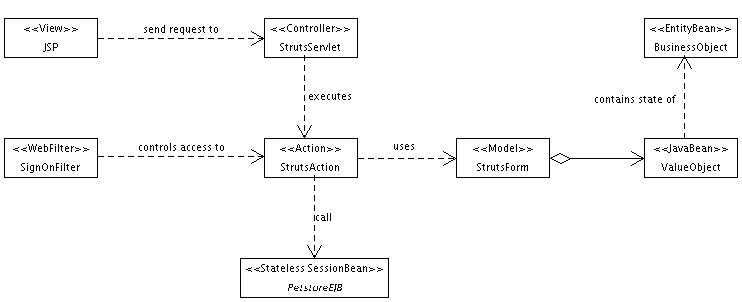 <<View>>
JSP
send request to
<<Controller>>
StrutsServlet
<<EntityBean>>
BusinessObject
executes
contains state of
<<WebFilter>>
SignOnFilter
controls access to
<<Action>>
StrutsAction
uses
<<Model>>
StrutsForm
<<JavaBean>>
ValueObject
call
<<Stateless SessionBean>>
PetstoreEJB